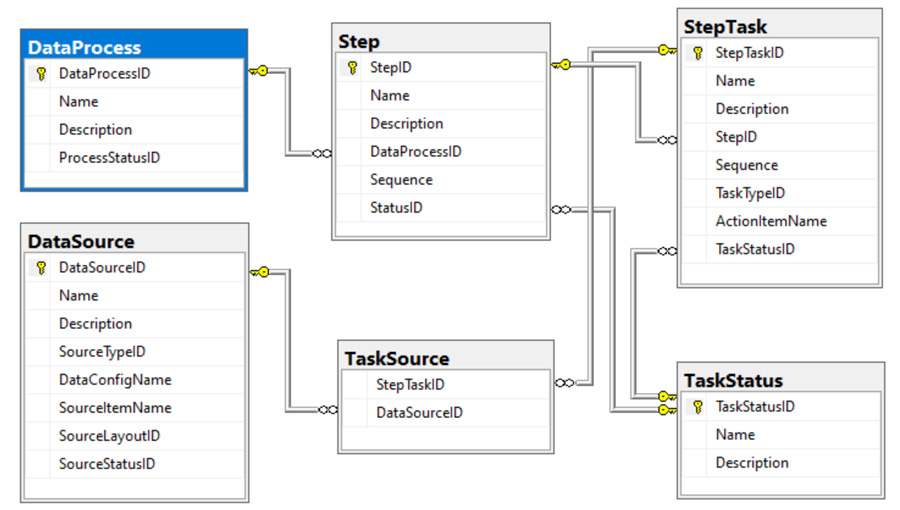 DataProcess
DataProcessID
Name
Description
ProcessStatusID
Step
StepID
Name
Description
DataProcessID
Sequence
StatusID
StepTask
StepTaskID
Name
Description
StepID
Sequence
TaskTypeID
ActionItemName
TaskStatusID
DataSource
DataSourceID
Name
Description
SourceTypeID
DataConfigName
SourceItemName
SourceLayoutID
SourceStatusID
TaskSource
StepTaskID
DataSourceID
TaskStatus
TaskStatusID
Name
Description